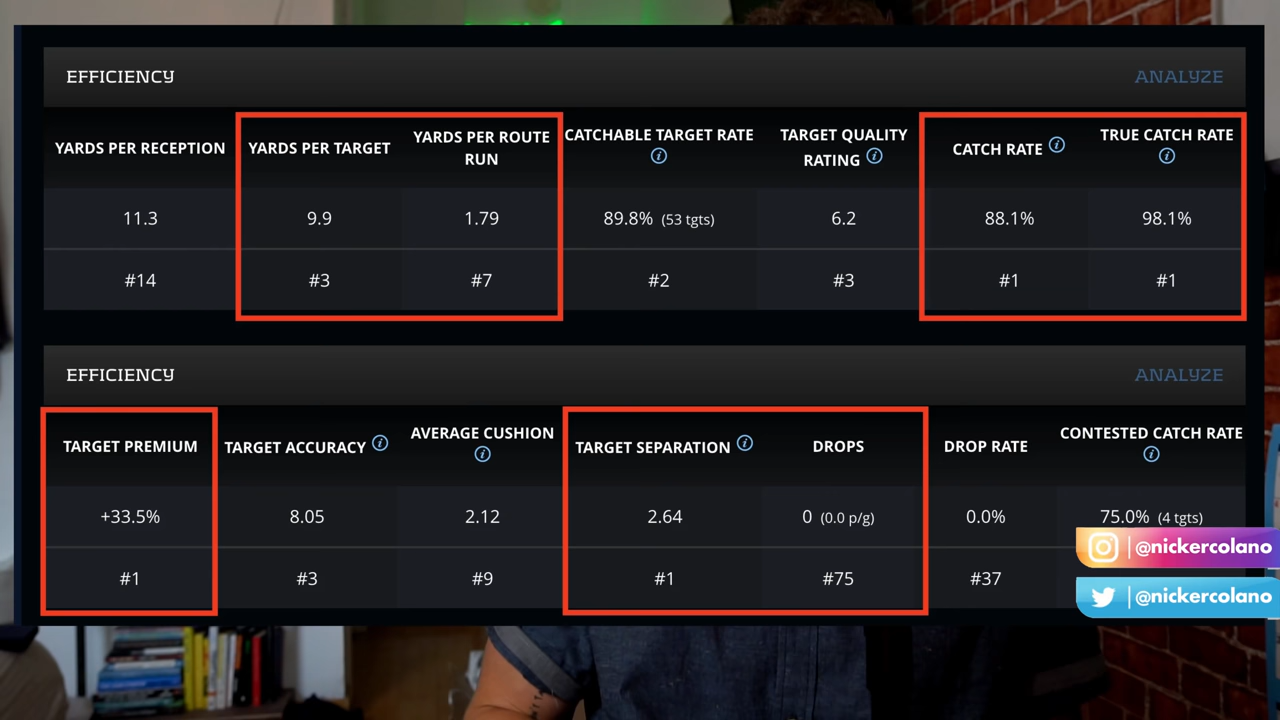 EFFICIENCY ANALYZE
YARDS PER RECEPTION YARDS PER TARGET YARDS PER ROUTE RUN CATCHABLE TARGET RATE TARGET QUALITY RATING CATCH RATE TRUE CATCH RATE
11.3 9.9 1.79 89.8% (53 tgts) 6.2 88.1% 98.1%
#14 #3 #7 #2 #3 #1 #1
EFFICIENCY ANALYZE
TARGET PREMIUM TARGET ACCURACY AVERAGE CUSHION TARGET SEPARATION DROPS DROP RATE CONTESTED CATCH RATE
+33.5% 8.05 2.12 2.64 0 (0.0 p/g) 0.0% 75.0% (4 tgts)
#1 #3 #9 #1 #75 #37
@nickercolano
@nickercolano